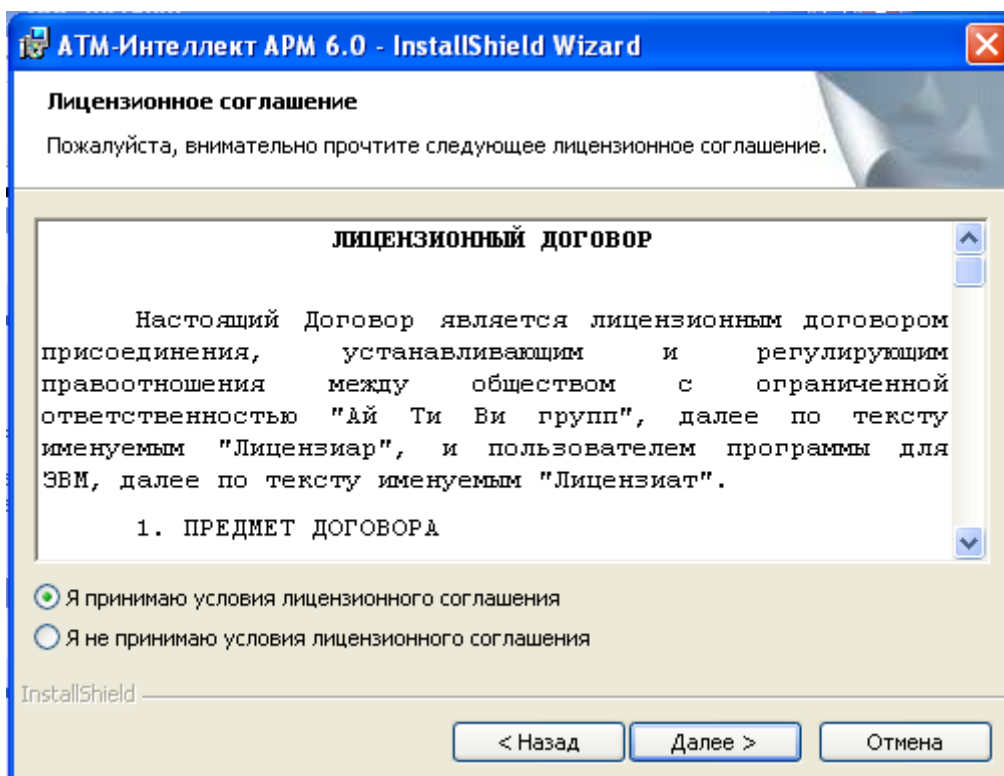 АТМ-Интеллект АРМ 6.0 - InstallShield Wizard
Лицензионное соглашение
Пожалуйста, внимательно прочтите следующее лицензионное соглашение.
ЛИЦЕНЗИОННЫЙ ДОГОВОР
Настоящий Договор является лицензионным договором
присоединения, устанавливающим и регулирующим
правоотношения между обществом с ограниченной
ответственностью "Ай Ти Ви групп", далее по тексту
именуемым "Лицензиар", и пользователем программы для
ЭВМ, далее по тексту именуемым "Лицензиат".
1. ПРЕДМЕТ ДОГОВОРА
Я принимаю условия лицензионного соглашения
Я не принимаю условия лицензионного соглашения
InstallShield
< Назад
Далее >
Отмена